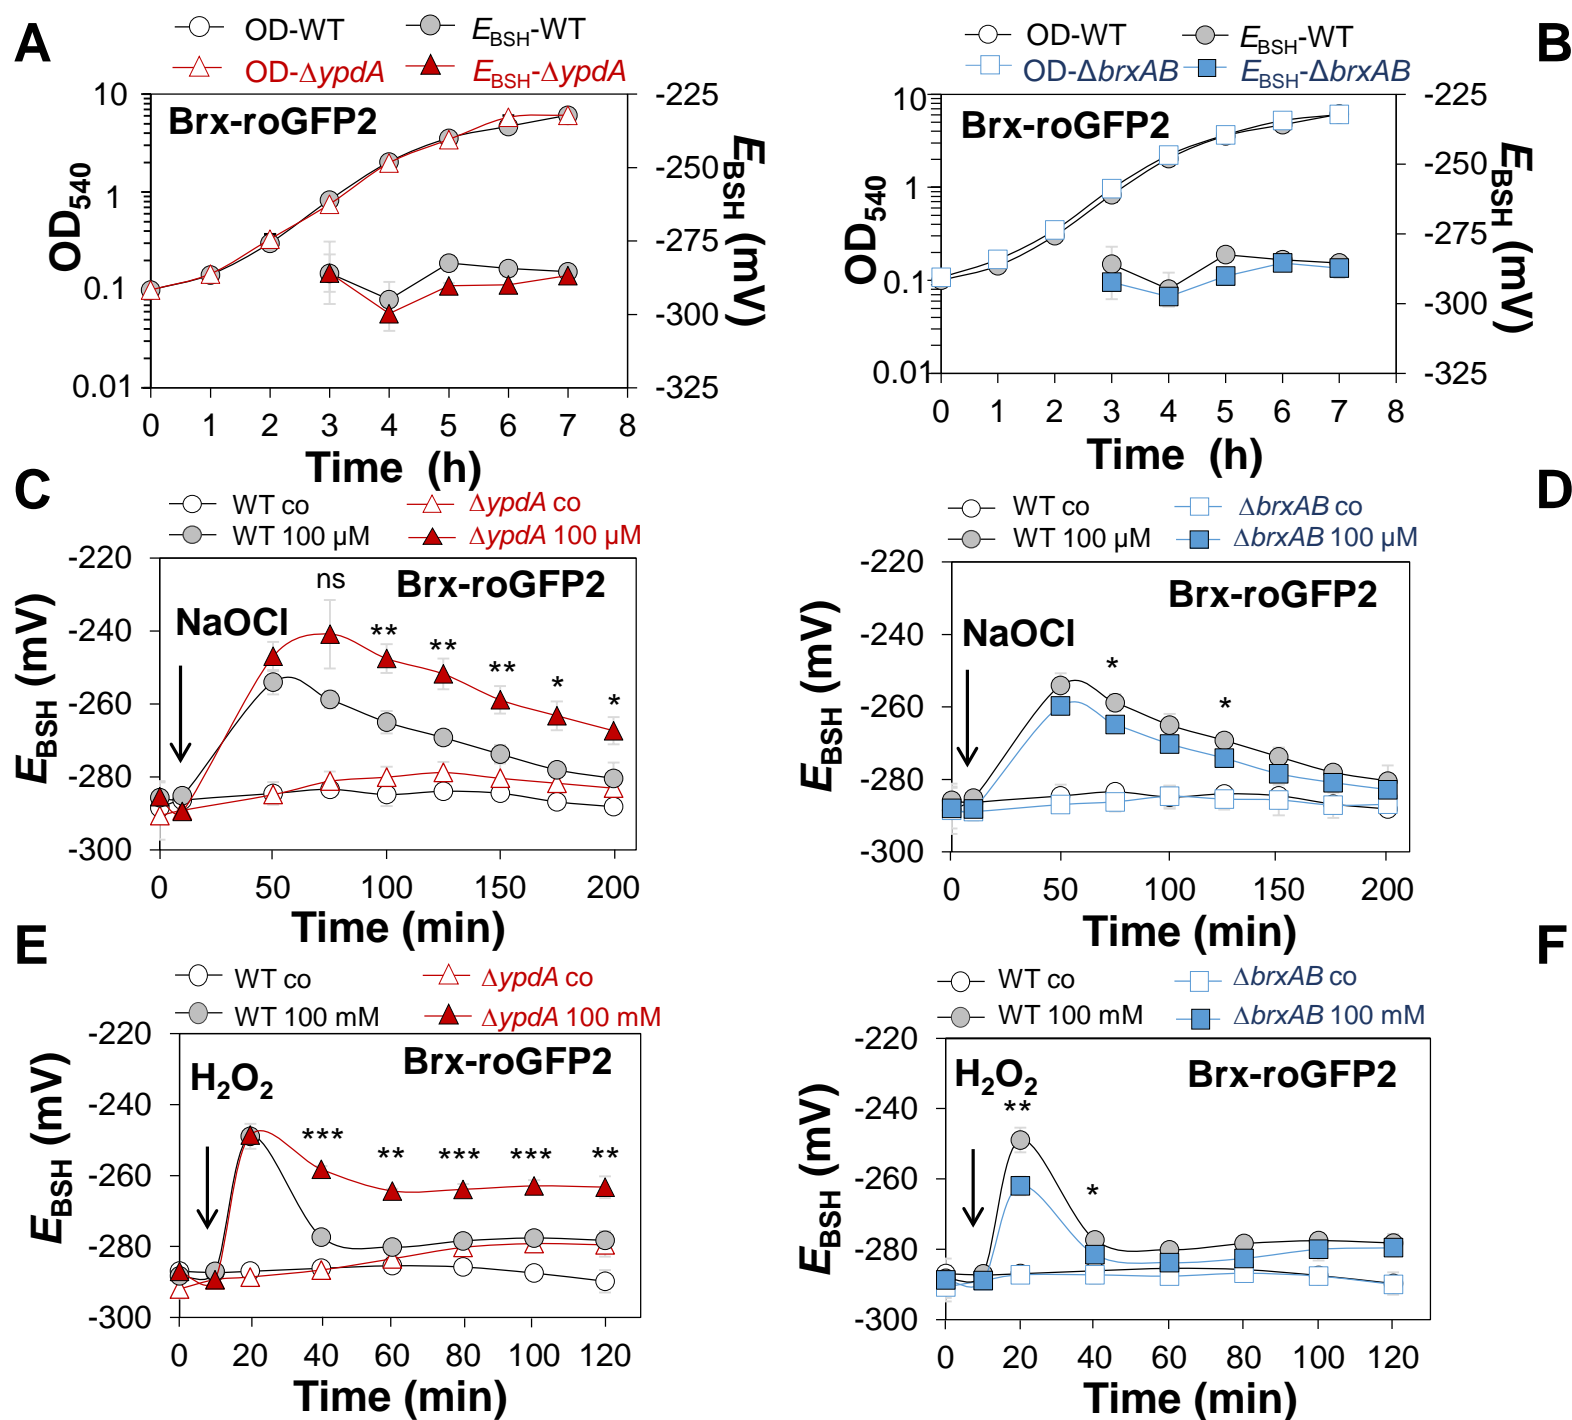 A
OD-WT
E_BSH-WT
OD-ΔypdA
E_BSH-ΔypdA
Brx-roGFP2
OD_540
10
1
0.1
0.01
-225
-250
-275
-300
-325
E_BSH (mV)
0 1 2 3 4 5 6 7 8
Time (h)
B
OD-WT
E_BSH-WT
OD-ΔbrxAB
E_BSH-ΔbrxAB
Brx-roGFP2
OD_540
10
1
0.1
0.01
-225
-250
-275
-300
-325
E_BSH (mV)
0 1 2 3 4 5 6 7 8
Time (h)
C
WT co
ΔypdA co
WT 100 µM
ΔypdA 100 µM
Brx-roGFP2
NaOCl
ns
**
**
**
*
*
E_BSH (mV)
-220
-240
-260
-280
-300
0 50 100 150 200
Time (min)
D
WT co
ΔbrxAB co
WT 100 µM
ΔbrxAB 100 µM
Brx-roGFP2
NaOCl
*
*
E_BSH (mV)
-220
-240
-260
-280
-300
0 50 100 150 200
Time (min)
E
WT co
ΔypdA co
WT 100 mM
ΔypdA 100 mM
Brx-roGFP2
H₂O₂
*** ** *** *** **
E_BSH (mV)
-220
-240
-260
-280
-300
0 20 40 60 80 100 120
Time (min)
F
WT co
ΔbrxAB co
WT 100 mM
ΔbrxAB 100 mM
H₂O₂
Brx-roGFP2
**
*
E_BSH (mV)
-220
-240
-260
-280
-300
0 20 40 60 80 100 120
Time (min)